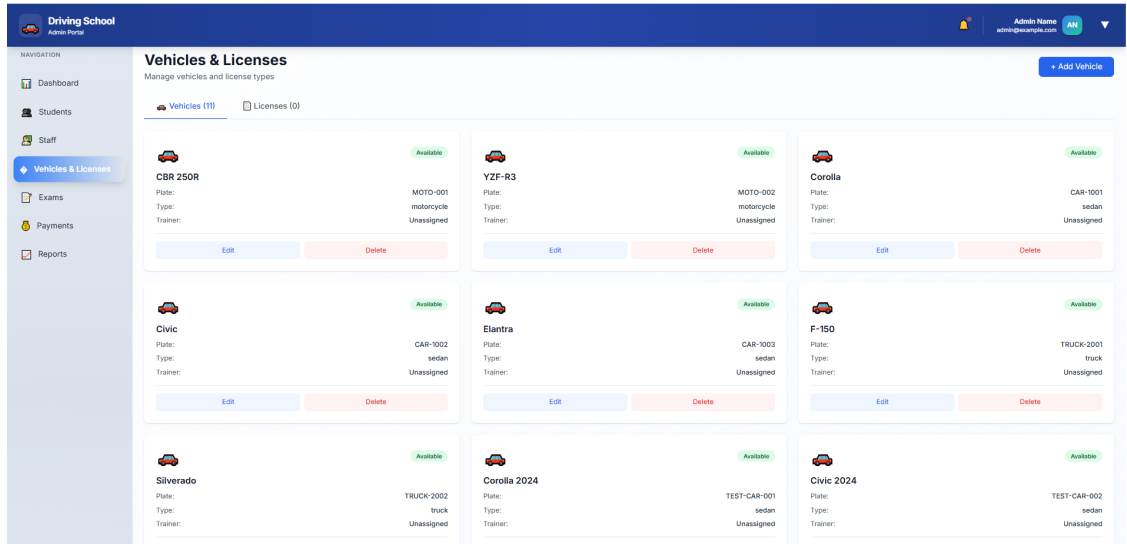 Driving School
Admin Portal
Admin Name
admin@example.com
AN
NAVIGATION
Dashboard
Students
Staff
Vehicles & Licenses
Exams
Payments
Reports
Vehicles & Licenses
Manage vehicles and license types
+ Add Vehicle
Vehicles (11) Licenses (0)
Available Available Available
CBR 250R YZF-R3 Corolla
Plate: MOTO-001 Plate: MOTO-002 Plate: CAR-1001
Type: motorcycle Type: motorcycle Type: sedan
Trainer: Unassigned Trainer: Unassigned Trainer: Unassigned
Edit Delete Edit Delete Edit Delete
Available Available Available
Civic Elantra F-150
Plate: CAR-1002 Plate: CAR-1003 Plate: TRUCK-2001
Type: sedan Type: sedan Type: truck
Trainer: Unassigned Trainer: Unassigned Trainer: Unassigned
Edit Delete Edit Delete Edit Delete
Available Available Available
Silverado Corolla 2024 Civic 2024
Plate: TRUCK-2002 Plate: TEST-CAR-001 Plate: TEST-CAR-002
Type: truck Type: sedan Type: sedan
Trainer: Unassigned Trainer: Unassigned Trainer: Unassigned